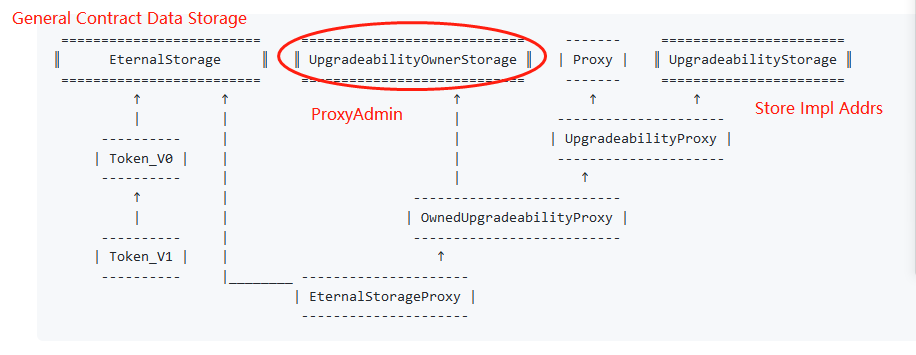 General Contract Data Storage
EternalStorage UpgradeabilityOwnerStorage Proxy UpgradeabilityStorage
ProxyAdmin Store Impl Addrs
Token_V0 UpgradeabilityProxy
OwnedUpgradeabilityProxy
Token_V1
EternalStorageProxy